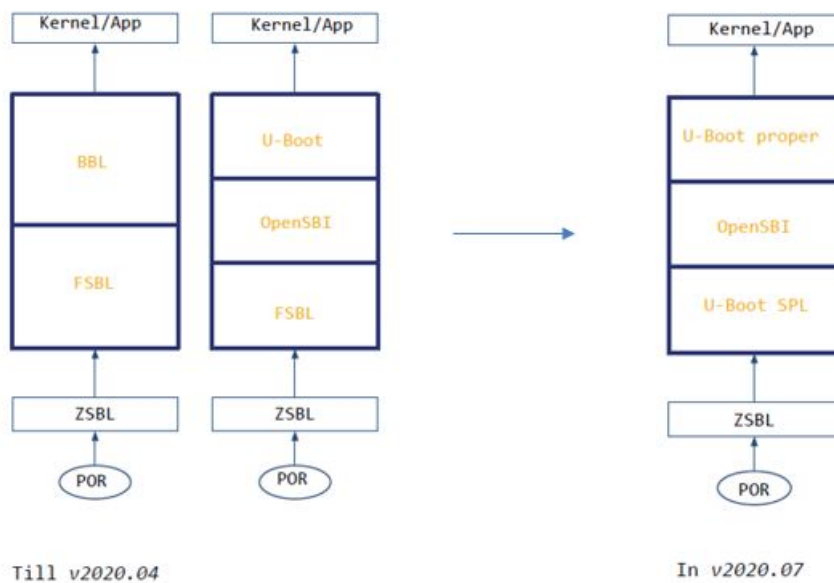 Kernel/App
BBL
FSBL
ZSBL
POR
Kernel/App
U-Boot
OpenSBI
FSBL
ZSBL
POR
Till v2020.04
Kernel/App
U-Boot proper
OpenSBI
U-Boot SPL
ZSBL
POR
In v2020.07